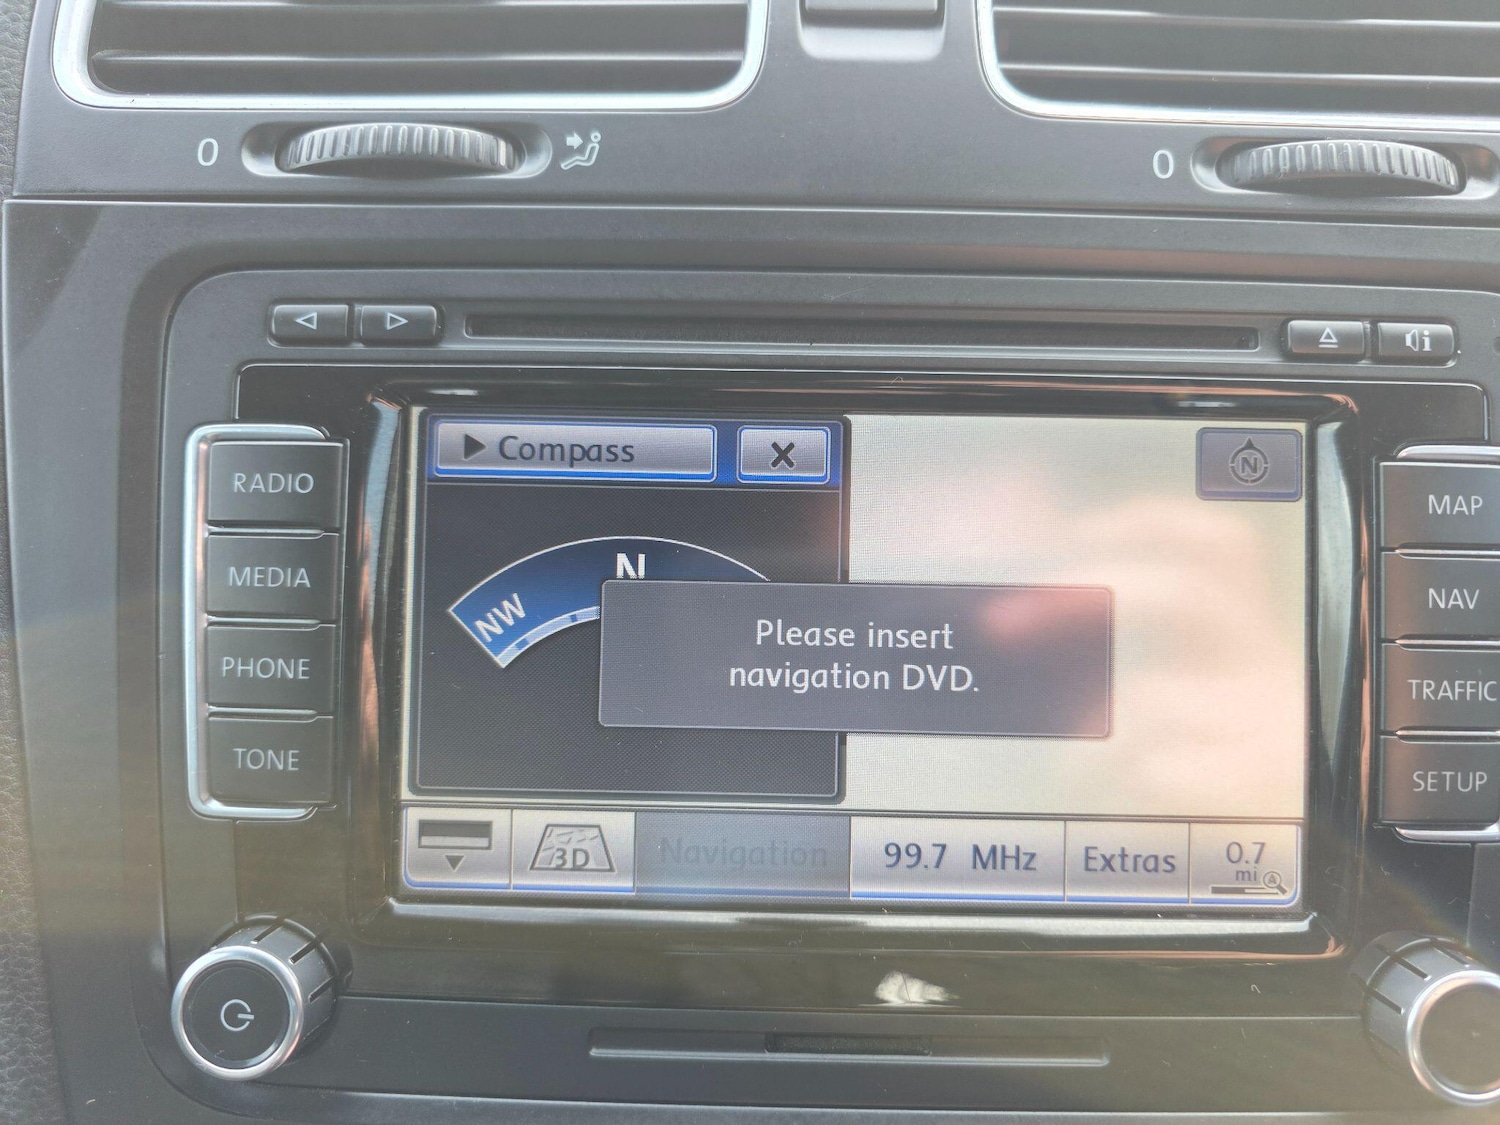 0
0
i
RADIO
MEDIA
PHONE
TONE
Compass
X
N
N
NW
Please insert
navigation DVD.
3D
Navigation
99.7 MHz
Extras
0.7
mi
A
MAP
NAV
TRAFFIC
SETUP